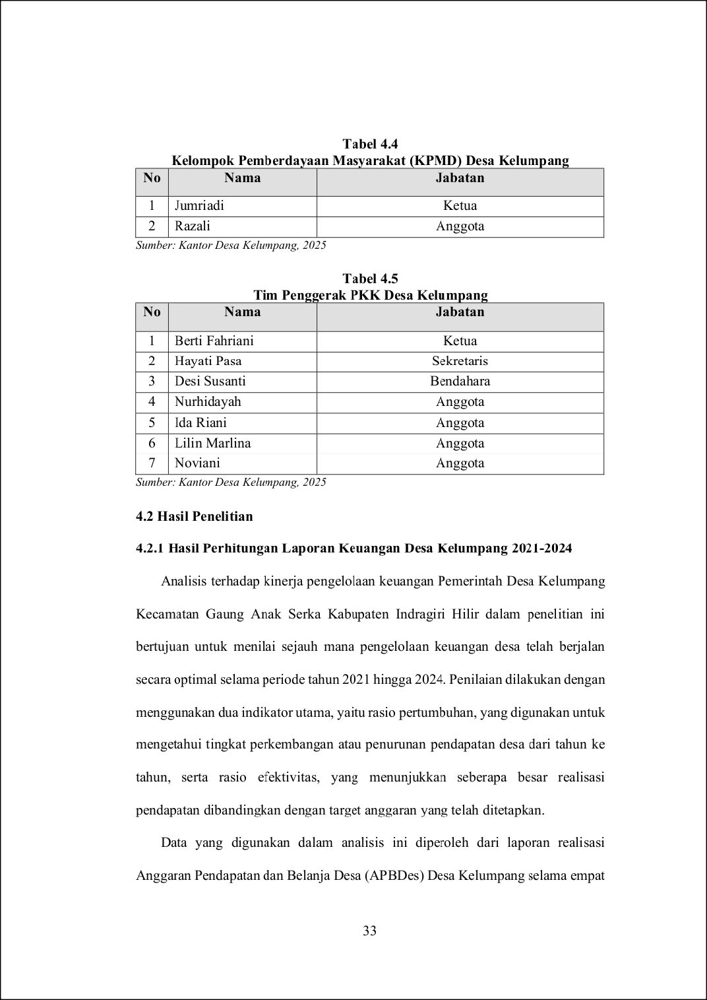 Tabel 4.4
Kelompok Pemberdayaan Masyarakat (KPMD) Desa Kelumpang
No Nama Jabatan
1 Jumriadi Ketua
2 Razali Anggota
Sumber: Kantor Desa Kelumpang, 2025
Tabel 4.5
Tim Penggerak PKK Desa Kelumpang
No Nama Jabatan
1 Berti Fahriani Ketua
2 Hayati Pasa Sekretaris
3 Desi Susanti Bendahara
4 Nurhidayah Anggota
5 Ida Riani Anggota
6 Lilin Marlina Anggota
7 Noviani Anggota
Sumber: Kantor Desa Kelumpang, 2025
4.2 Hasil Penelitian
4.2.1 Hasil Perhitungan Laporan Keuangan Desa Kelumpang 2021-2024
Analisis terhadap kinerja pengelolaan keuangan Pemerintah Desa Kelumpang
Kecamatan Gaung Anak Serka Kabupaten Indragiri Hilir dalam penelitian ini
bertujuan untuk menilai sejauh mana pengelolaan keuangan desa telah berjalan
secara optimal selama periode tahun 2021 hingga 2024. Penilaian dilakukan dengan
menggunakan dua indikator utama, yaitu rasio pertumbuhan, yang digunakan untuk
mengetahui tingkat perkembangan atau penurunan pendapatan desa dari tahun ke
tahun, serta rasio efektivitas, yang menunjukkan seberapa besar realisasi
pendapatan dibandingkan dengan target anggaran yang telah ditetapkan.
Data yang digunakan dalam analisis ini diperoleh dari laporan realisasi
Anggaran Pendapatan dan Belanja Desa (APBDes) Desa Kelumpang selama empat
33